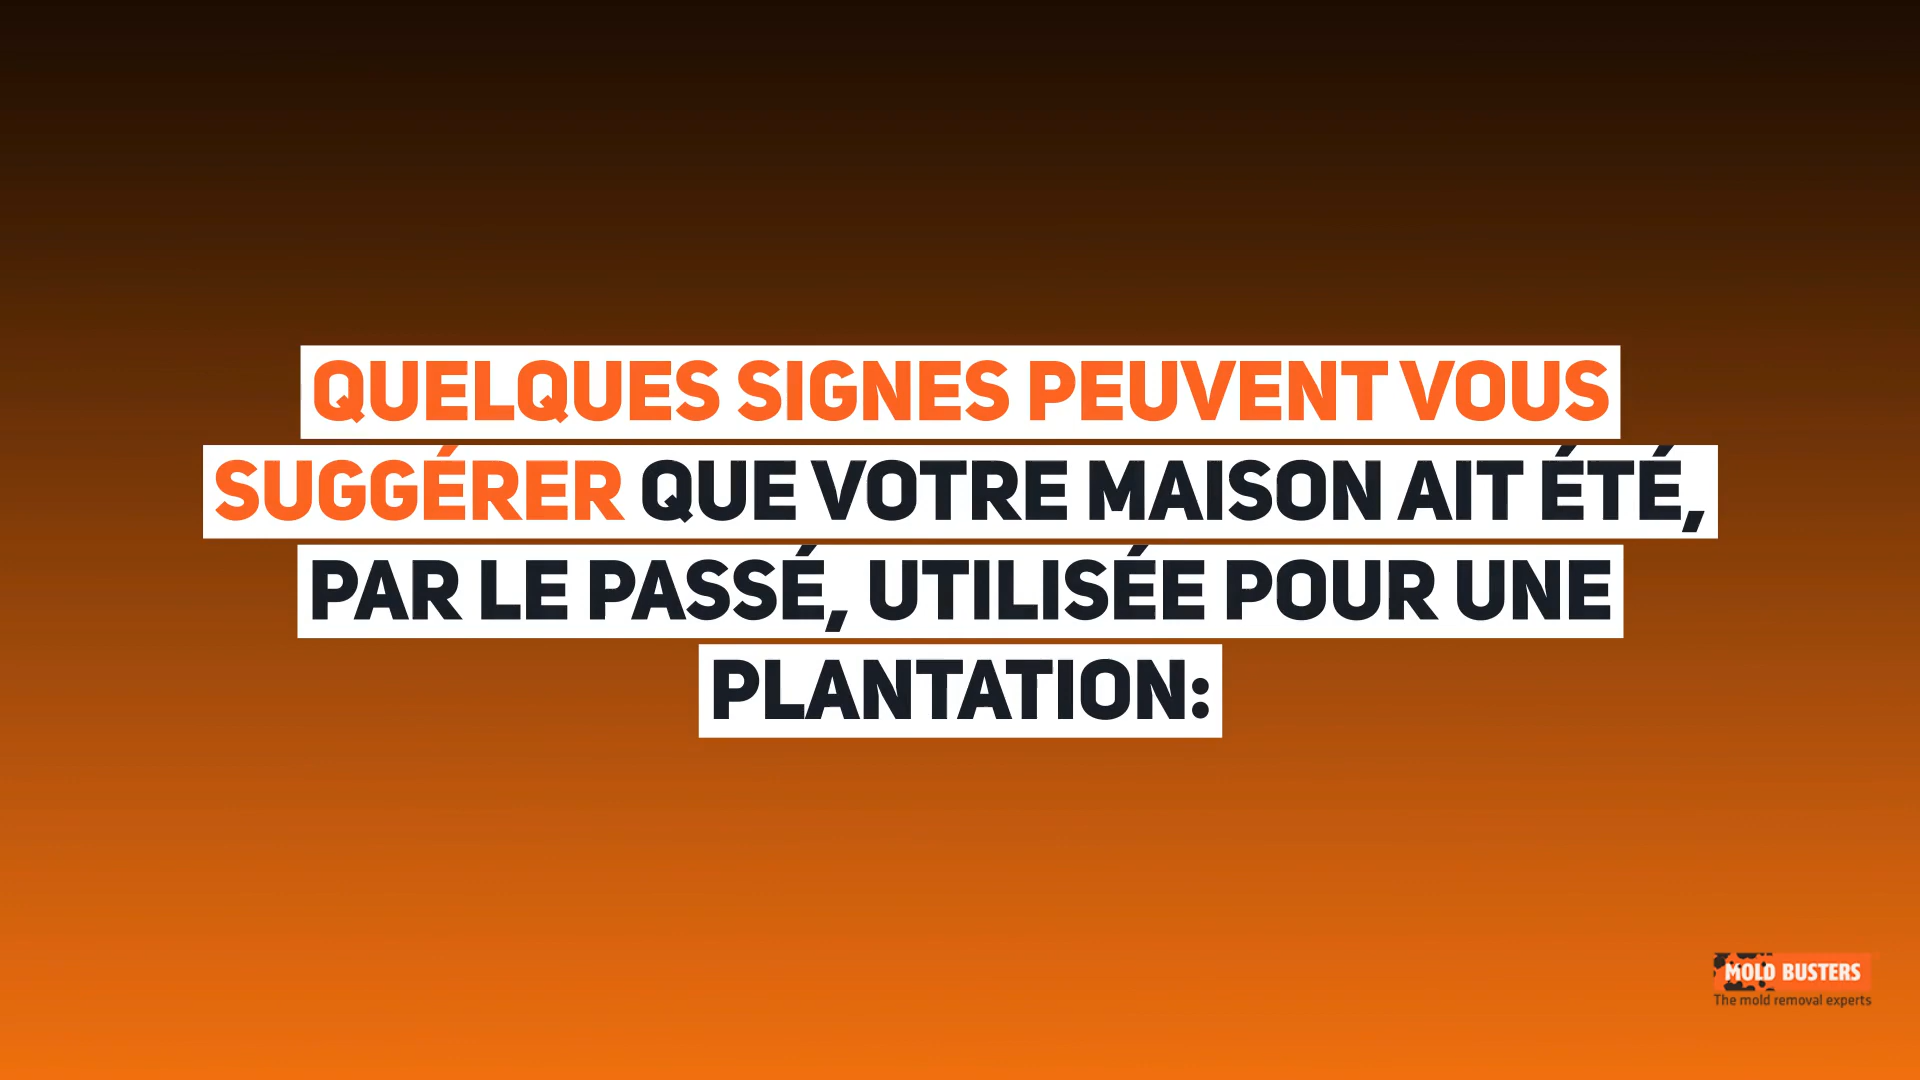 QUELQUES SIGNES PEUVENT VOUS
SUGGÉRER QUE VOTRE MAISON AIT ÉTÉ,
PAR LE PASSÉ, UTILISÉE POUR UNE
PLANTATION:
MOLD BUSTERS
The mold removal experts